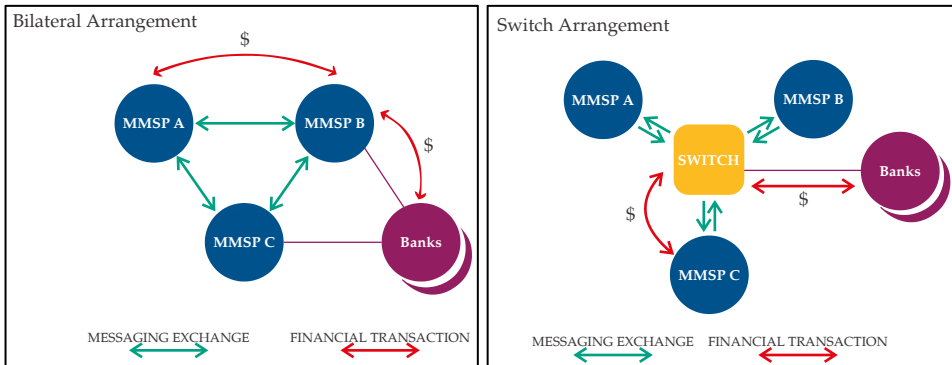 Bilateral Arrangement
$
MMSP A
MMSP B
$
MMSP C
Banks
MESSAGING EXCHANGE
FINANCIAL TRANSACTION
Switch Arrangement
MMSP A
MMSP B
SWITCH
Banks
$
$
MMSP C
MESSAGING EXCHANGE
FINANCIAL TRANSACTION